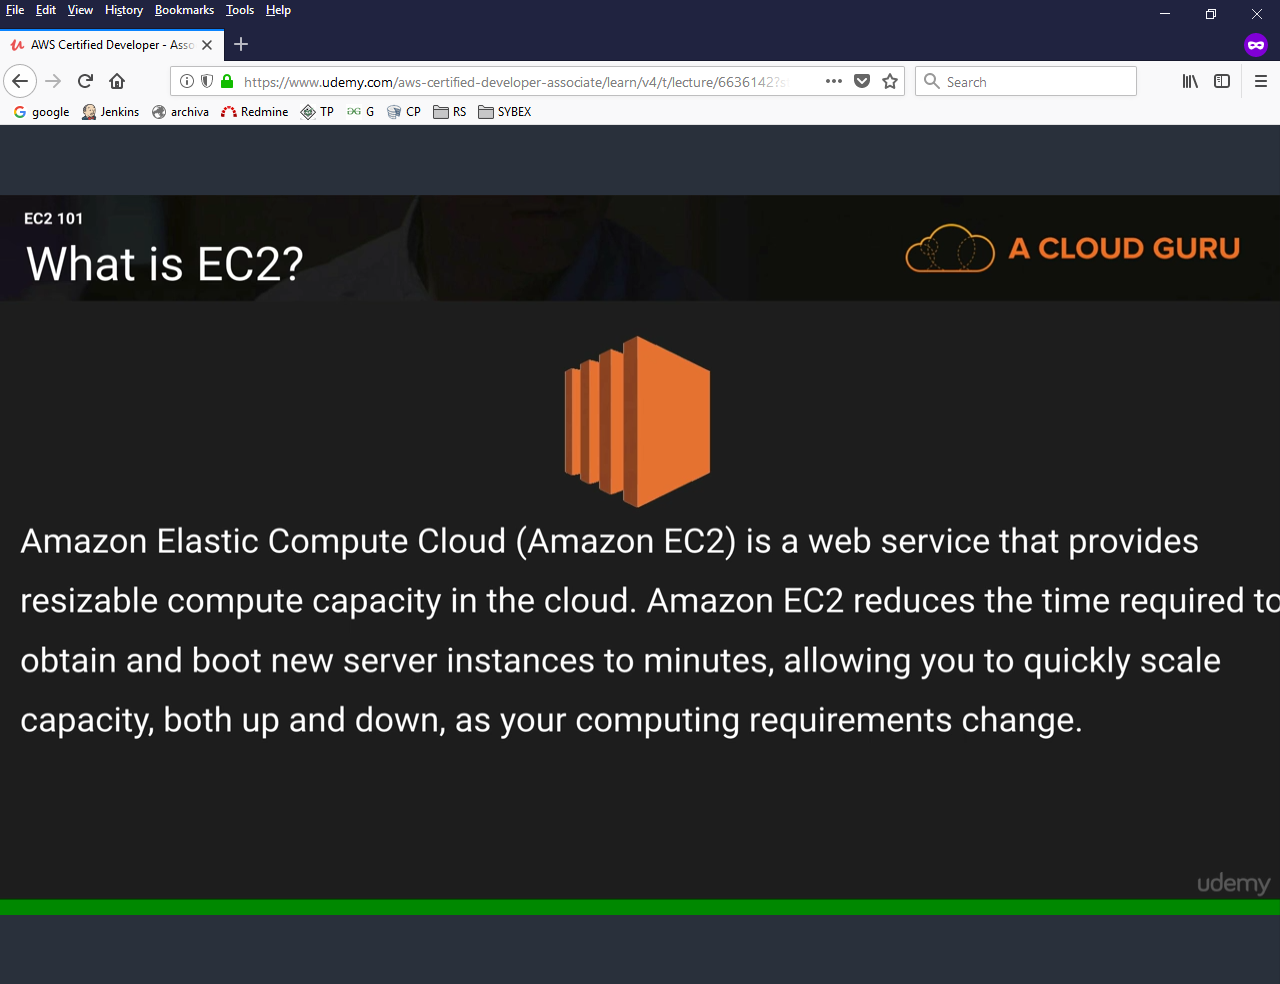 File Edit View History Bookmarks Tools Help
AWS Certified Developer - Asso
https://www.udemy.com/aws-certified-developer-associate/learn/v4/t/lecture/6636142?s
Search
google Jenkins archiva Redmine TP G CP RS SYBEX
EC2 101
What is EC2?
A CLOUD GURU
Amazon Elastic Compute Cloud (Amazon EC2) is a web service that provides
resizable compute capacity in the cloud. Amazon EC2 reduces the time required to
obtain and boot new server instances to minutes, allowing you to quickly scale
capacity, both up and down, as your computing requirements change.
udemy